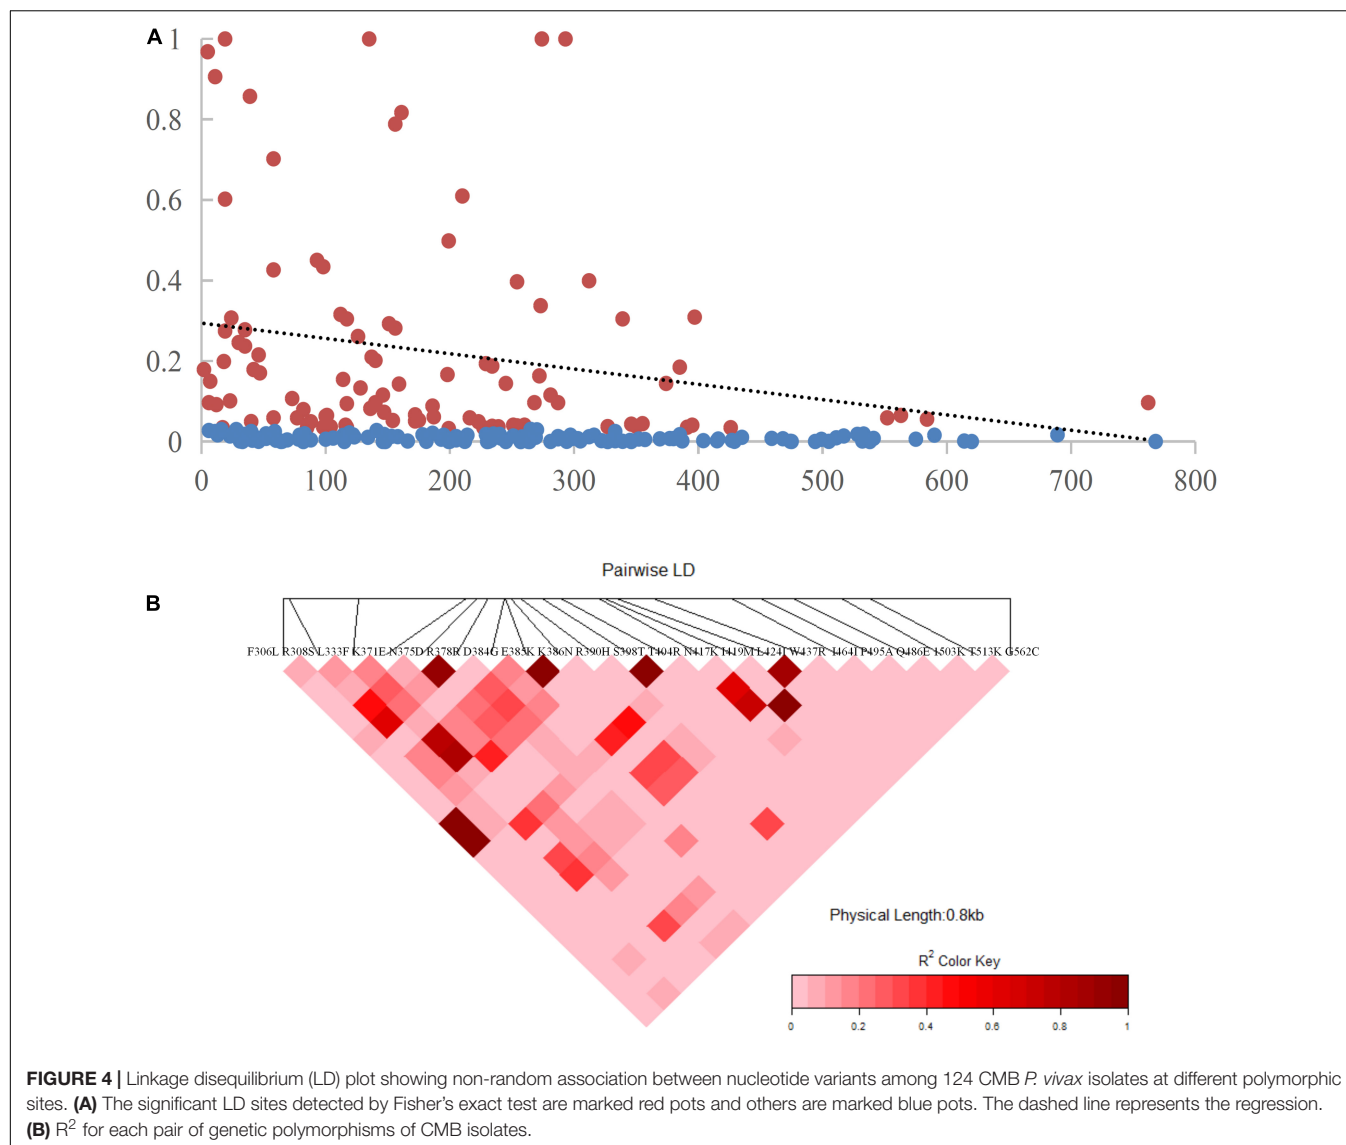 A
1
0.8
0.6
0.4
0.2
0
0 100 200 300 400 500 600 700 800
Pairwise LD
B
F306L R308S L333F K371E N375D R378R D384G E385K K386N R390H S398T T404R N417K I419M L424I W437R I464I P495A Q486E I503K T513K G562C
Physical Length:0.8kb
R² Color Key
0 0.2 0.4 0.6 0.8 1
FIGURE 4 | Linkage disequilibrium (LD) plot showing non-random association between nucleotide variants among 124 CMB P. vivax isolates at different polymorphic
sites. (A) The significant LD sites detected by Fisher's exact test are marked red pots and others are marked blue pots. The dashed line represents the regression.
(B) R² for each pair of genetic polymorphisms of CMB isolates.